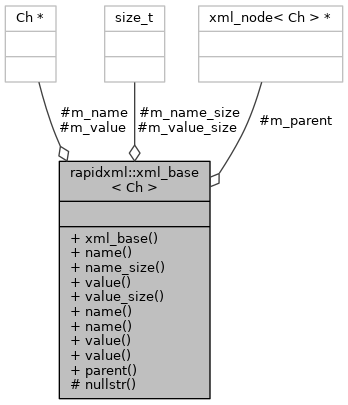 Ch *
size_t
xml_node< Ch > *
#m_name
#m_value
#m_name_size
#m_value_size
#m_parent
rapidxml::xml_base
< Ch >
+ xml_base()
+ name()
+ name_size()
+ value()
+ value_size()
+ name()
+ name()
+ value()
+ value()
+ parent()
# nullstr()